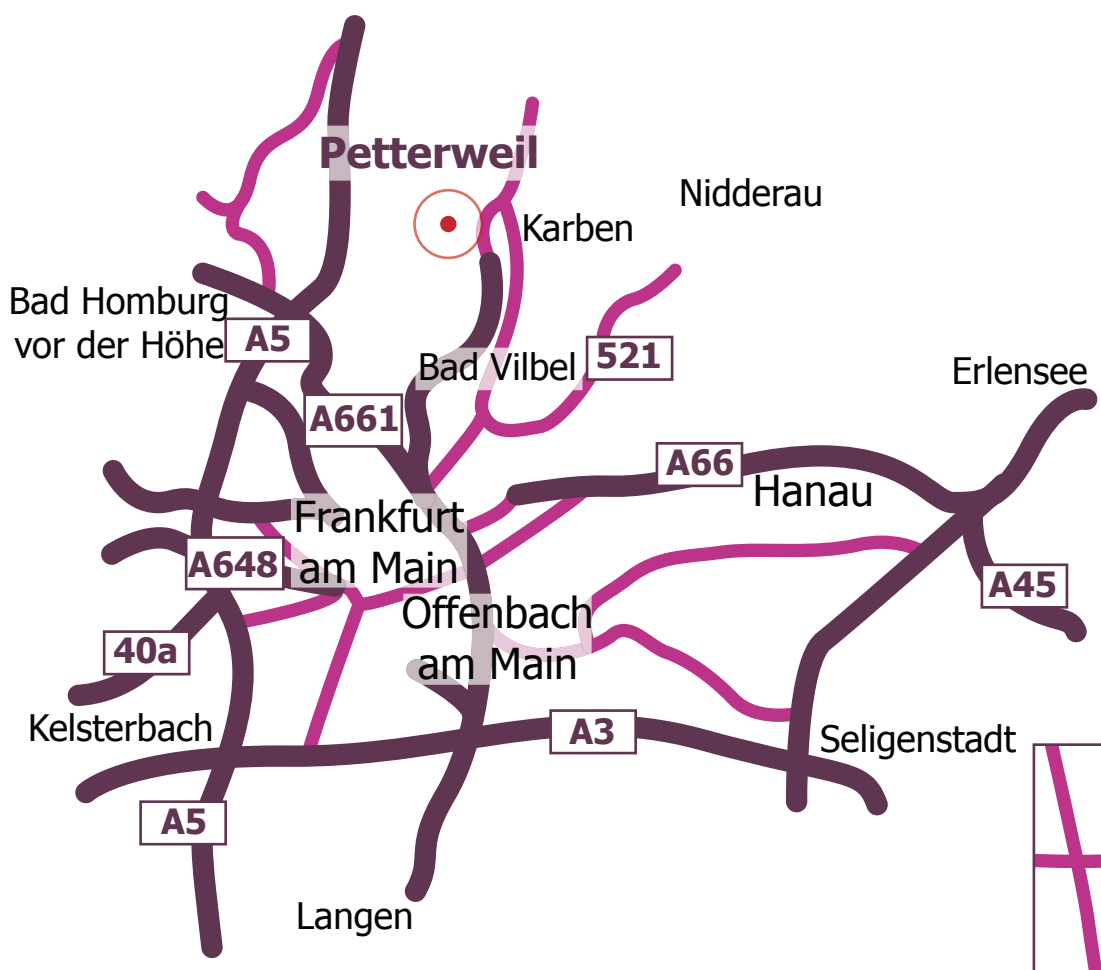 Petterweil
Nidderau
Karben
Bad Homburg
vor der Höhe
A5
Bad Vilbel
521
Erlensee
A661
A66
Hanau
Frankfurt
am Main
A648
A45
Offenbach
am Main
40a
Kelsterbach
A3
Seligenstadt
A5
Langen